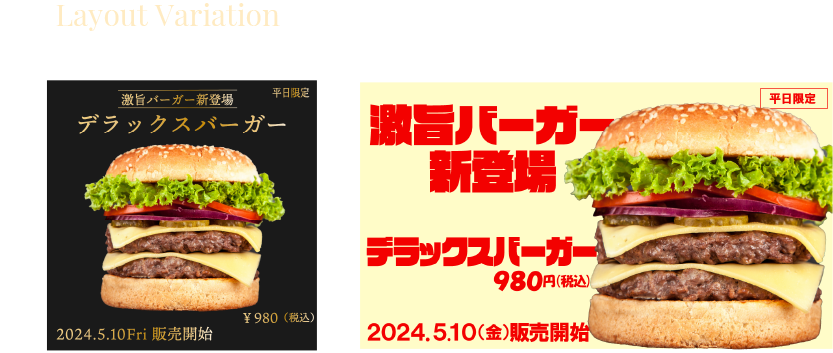 Layout Variation
激旨バーガー新登場
平日限定
デラックスバーガー
¥980（税込）
2024.5.10Fri 販売開始
平日限定
激旨バーガー
新登場
デラックスバーガー
980円(税込)
2024.5.10(金)販売開始